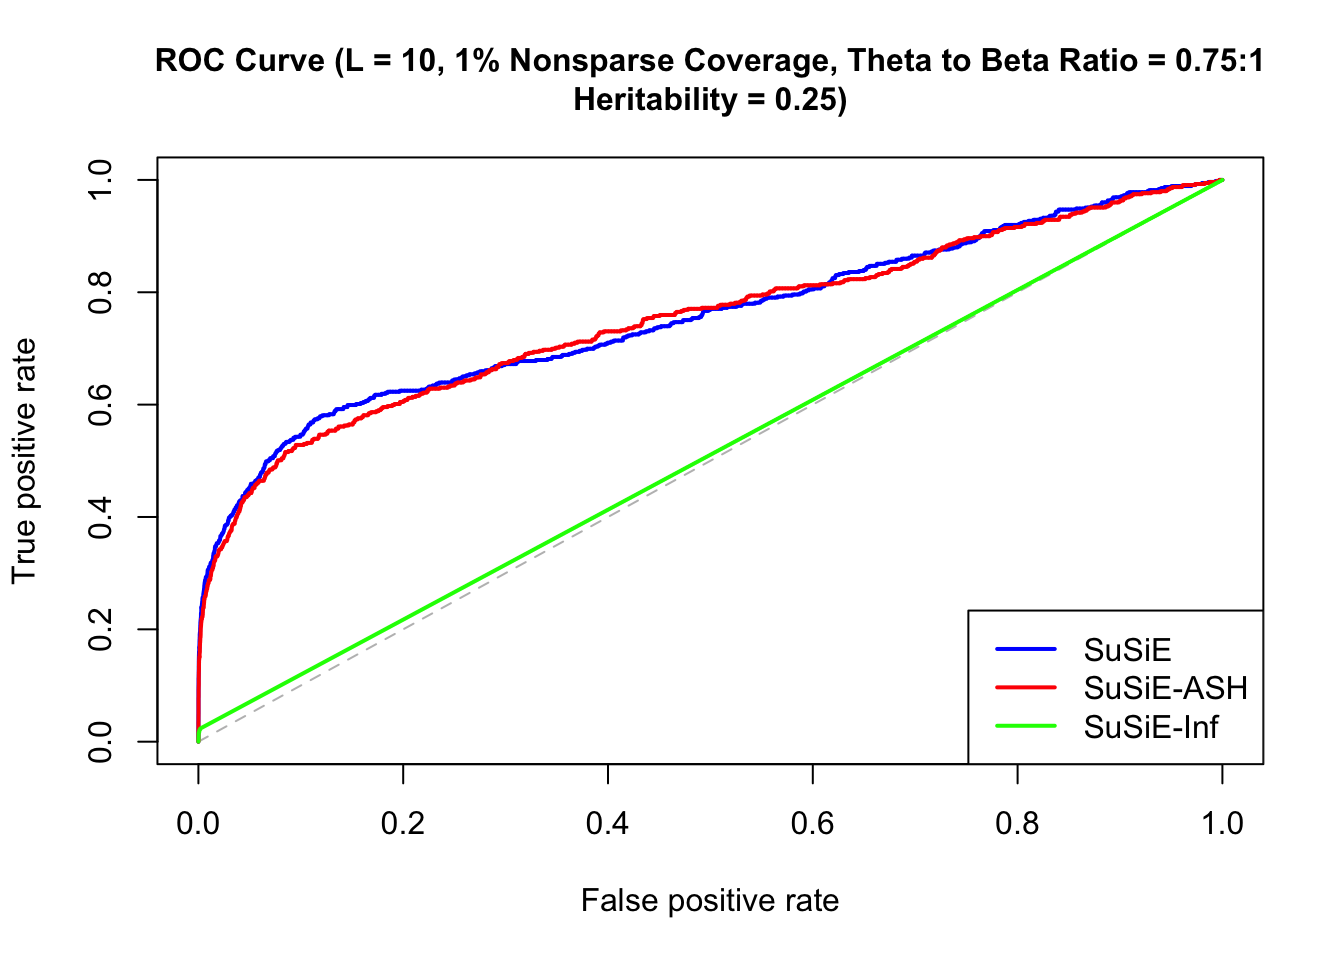 ROC Curve (L = 10, 1% Nonsparse Coverage, Theta to Beta Ratio = 0.75:1
Heritability = 0.25)
True positive rate
1.0
0.8
0.6
0.4
0.2
0.0
SuSiE
SuSiE-ASH
SuSiE-Inf
0.0 0.2 0.4 0.6 0.8 1.0
False positive rate